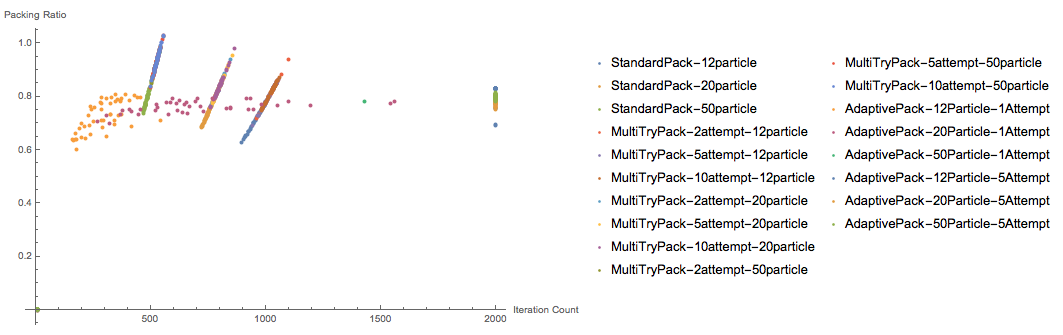 Packing Ratio
1.0
0.8
0.6
0.4
0.2
500
1000
1500
2000
Iteration Count
StandardPack-12particle
StandardPack-20particle
StandardPack-50particle
MultiTryPack-2attempt-12particle
MultiTryPack-5attempt-12particle
MultiTryPack-10attempt-12particle
MultiTryPack-2attempt-20particle
MultiTryPack-5attempt-20particle
MultiTryPack-10attempt-20particle
MultiTryPack-2attempt-50particle
MultiTryPack-5attempt-50particle
MultiTryPack-10attempt-50particle
AdaptivePack-12Particle-1Attempt
AdaptivePack-20Particle-1Attempt
AdaptivePack-50Particle-1Attempt
AdaptivePack-12Particle-5Attempt
AdaptivePack-20Particle-5Attempt
AdaptivePack-50Particle-5Attempt